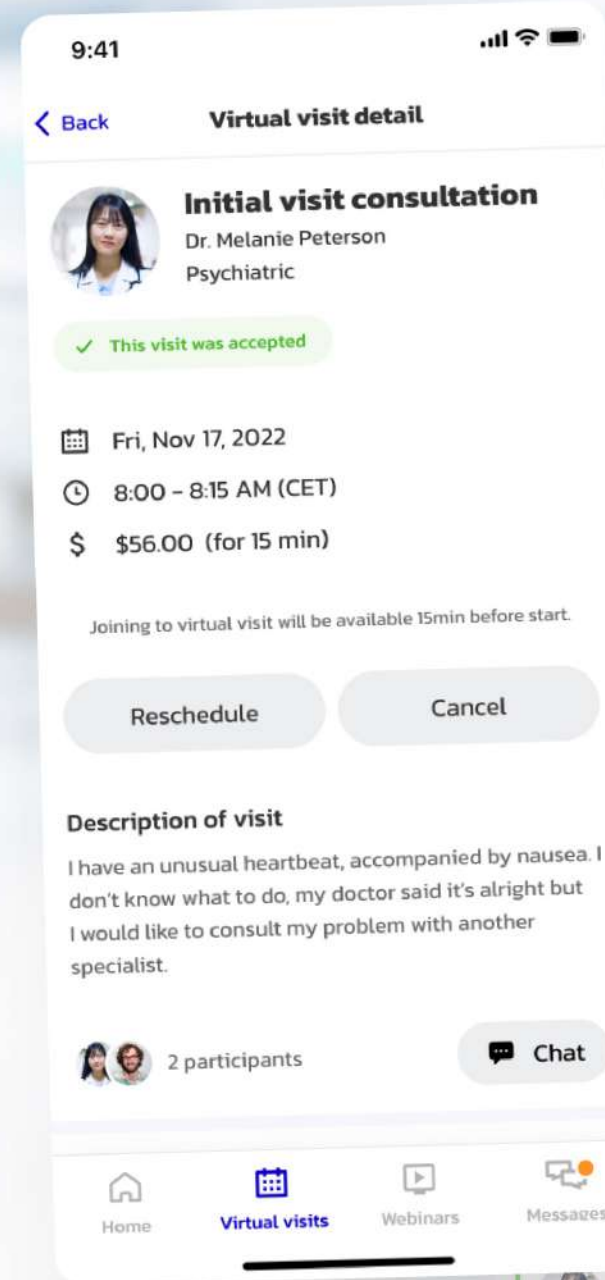 9:41
Back
Virtual visit detail
Initial visit consultation
Dr. Melanie Peterson
Psychiatric
This visit was accepted
Fri, Nov 17, 2022
8:00 - 8:15 AM (CET)
$ $56.00 (for 15 min)
Joining to virtual visit will be available 15min before start.
Reschedule
Cancel
Description of visit
I have an unusual heartbeat, accompanied by nausea. I
don't know what to do, my doctor said it's alright but
I would like to consult my problem with another
specialist.
2 participants
Chat
Home
Virtual visits
Webinars
Messages